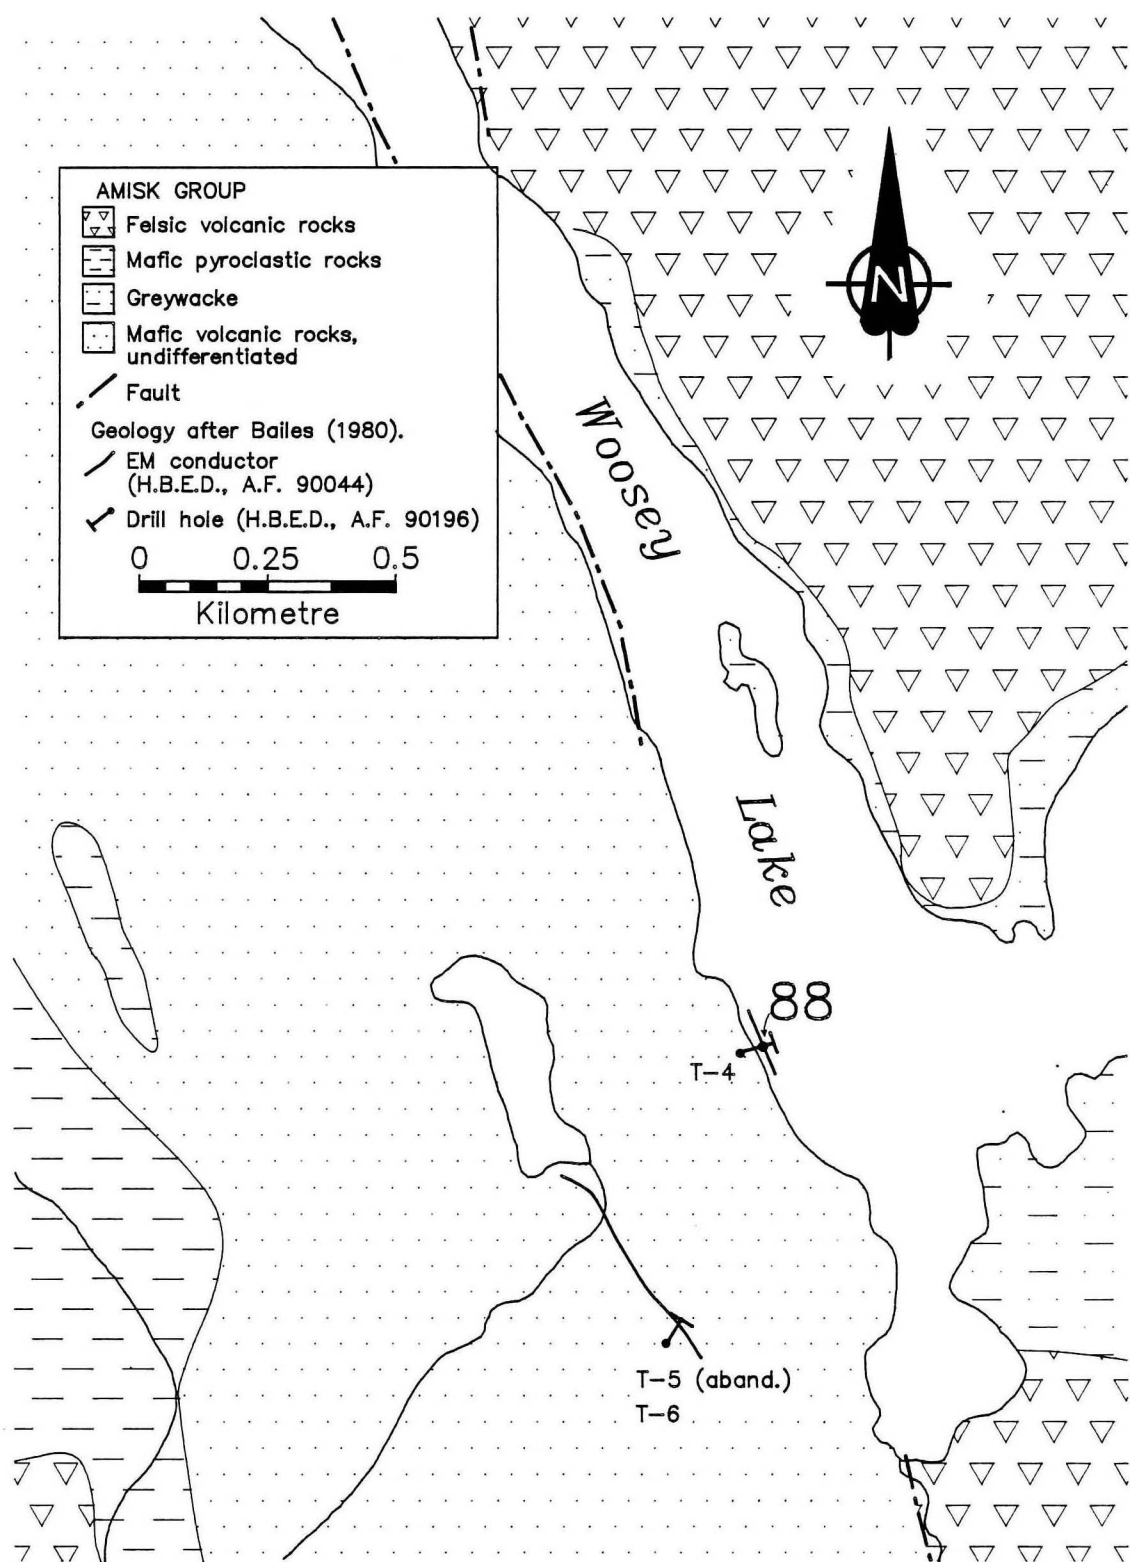 AMISK GROUP
Felsic volcanic rocks
Mafic pyroclastic rocks
Greywacke
Mafic volcanic rocks,
undifferentiated
Fault
Geology after Bailes (1980).
EM conductor
(H.B.E.D., A.F. 90044)
Drill hole (H.B.E.D., A.F. 90196)
0 0.25 0.5
Kilometre
N
Woosey
Lake
88
T-4
T-5 (aband.)
T-6